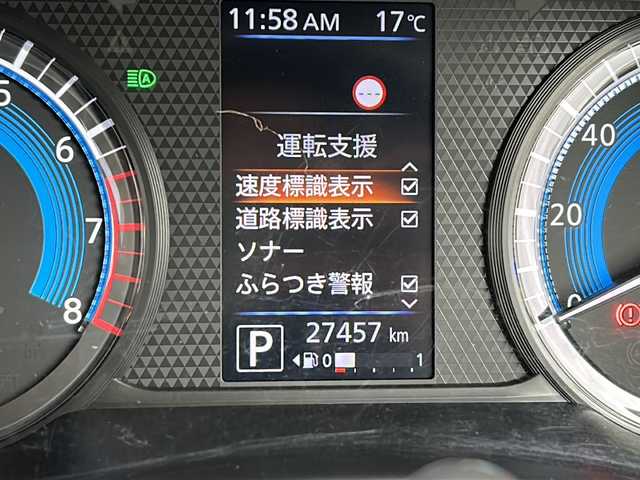 11:58 AM 17℃
運転支援
速度標識表示
道路標識表示
ソナー
ふらつき警報
P 27457 km
0 1
5
6
7
8
40
20
0
A